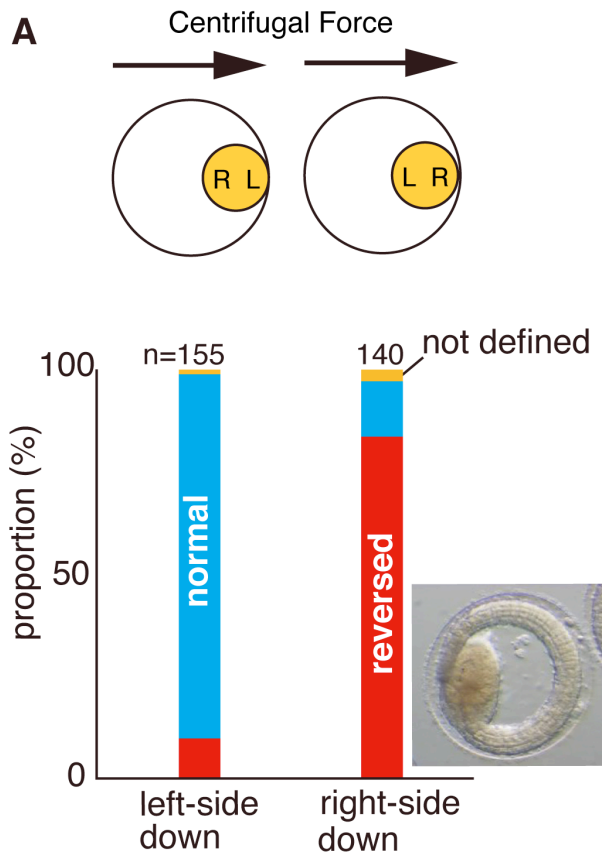 A
Centrifugal Force
R L
L R
n=155
140
not defined
100
50
0
proportion (%)
normal
reversed
left-side
down
right-side
down